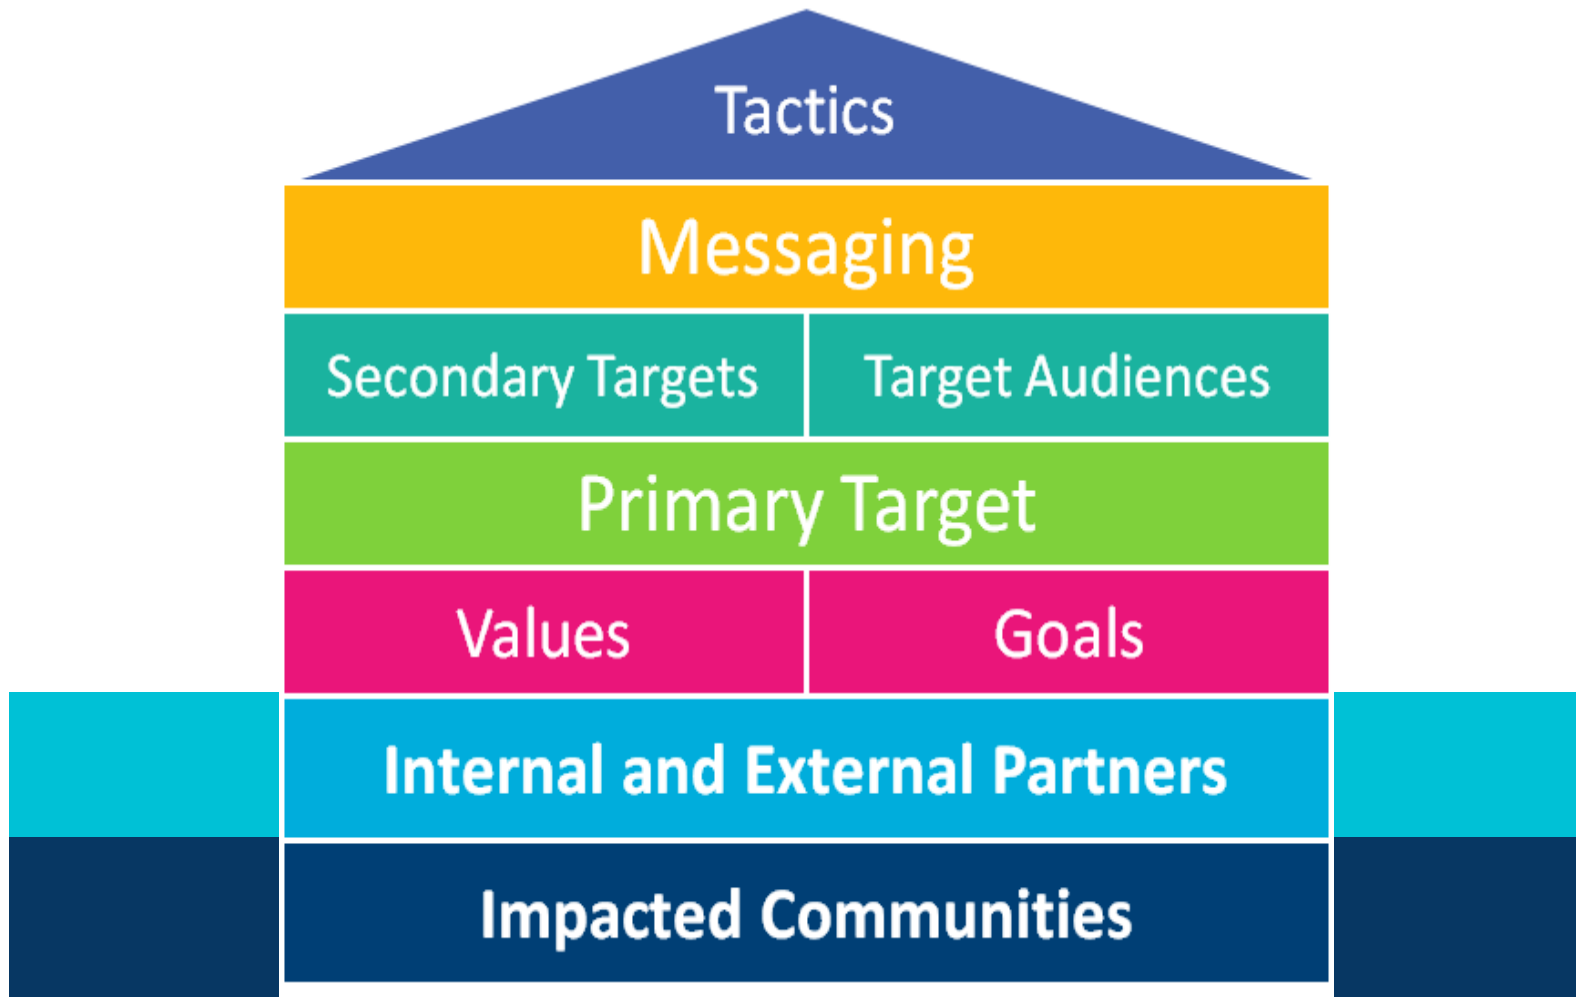 Tactics
Messaging
Secondary Targets
Target Audiences
Primary Target
Values
Goals
Internal and External Partners
Impacted Communities